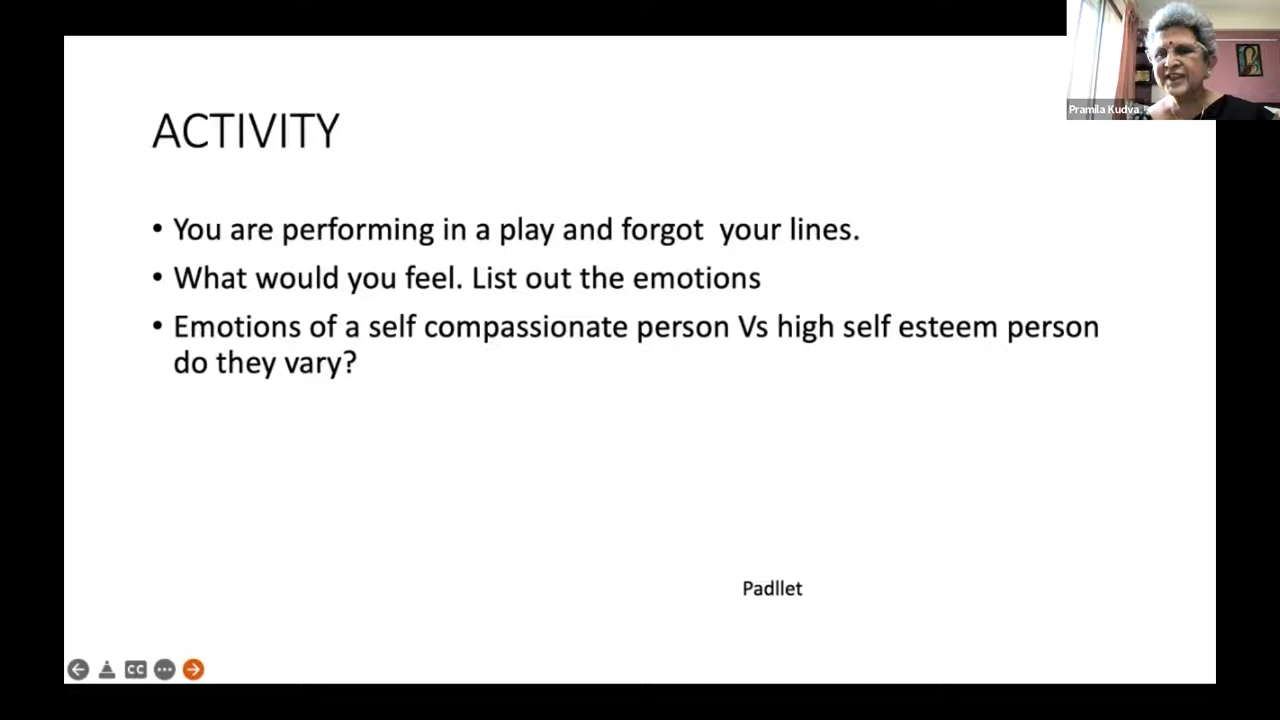 Pramila Kudva
ACTIVITY
• You are performing in a play and forgot  your lines.
• What would you feel. List out the emotions
• Emotions of a self compassionate person Vs high self esteem person
do they vary?
Padllet
CC